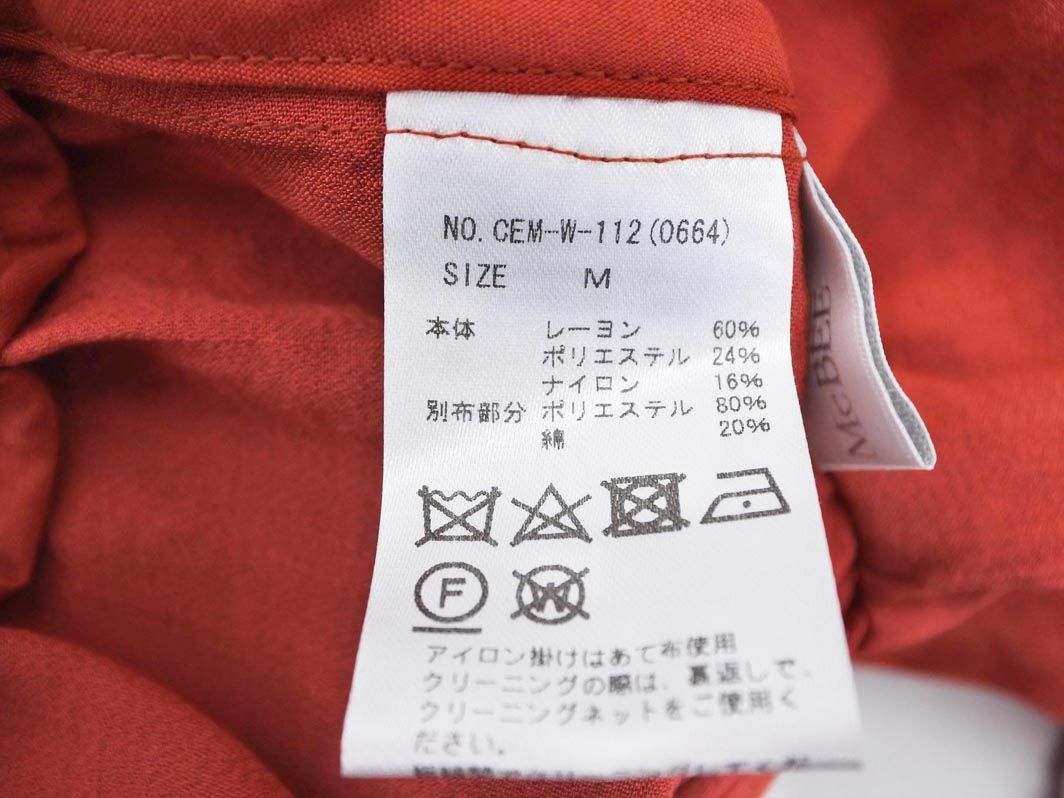 NO. CEM-W-112(0664)
SIZE M
本体 レーヨン 60%
ポリエステル 24%
ナイロン 16%
別布部分 ポリエステル 80%
綿 20%
F
W
アイロン掛けはあて布使用
クリーニングの際は、裏返しで、
クリーニングネットをご使用く
ださい。
McBEE